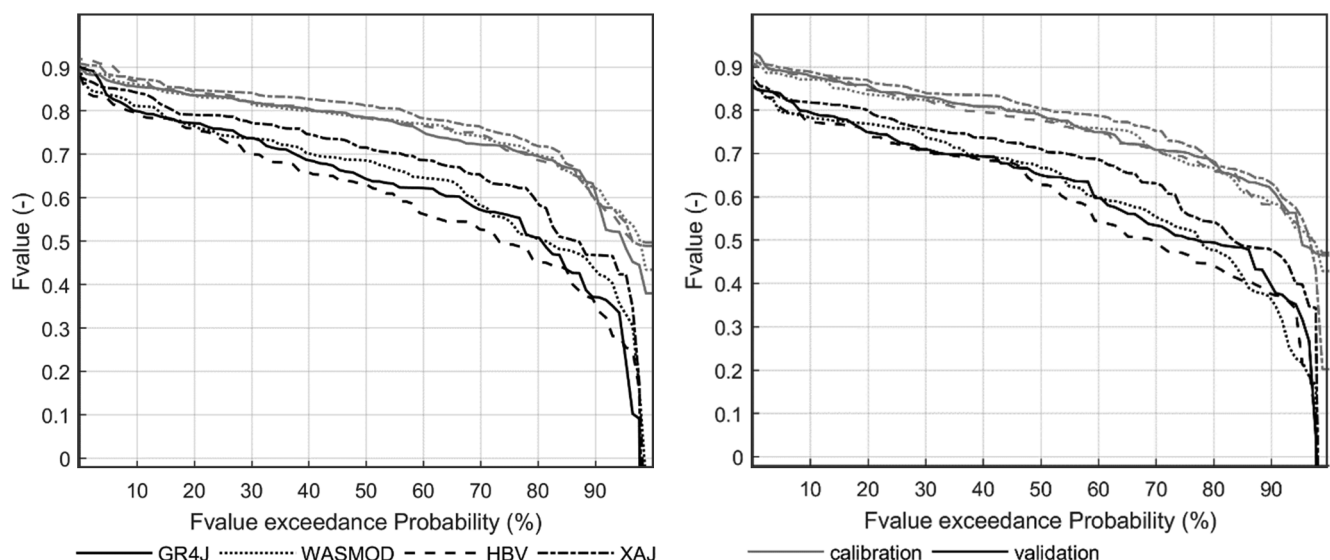 0.9
0.8
0.7
0.6
0.5
0.4
0.3
0.2
0.1
0
Fvalue (-)
10 20 30 40 50 60 70 80 90
Fvalue exceedance Probability (%)
GR4J WASMOD HBV XAJ
0.9
0.8
0.7
0.6
0.5
0.4
0.3
0.2
0.1
0
Fvalue (-)
10 20 30 40 50 60 70 80 90
Fvalue exceedance Probability (%)
calibration validation